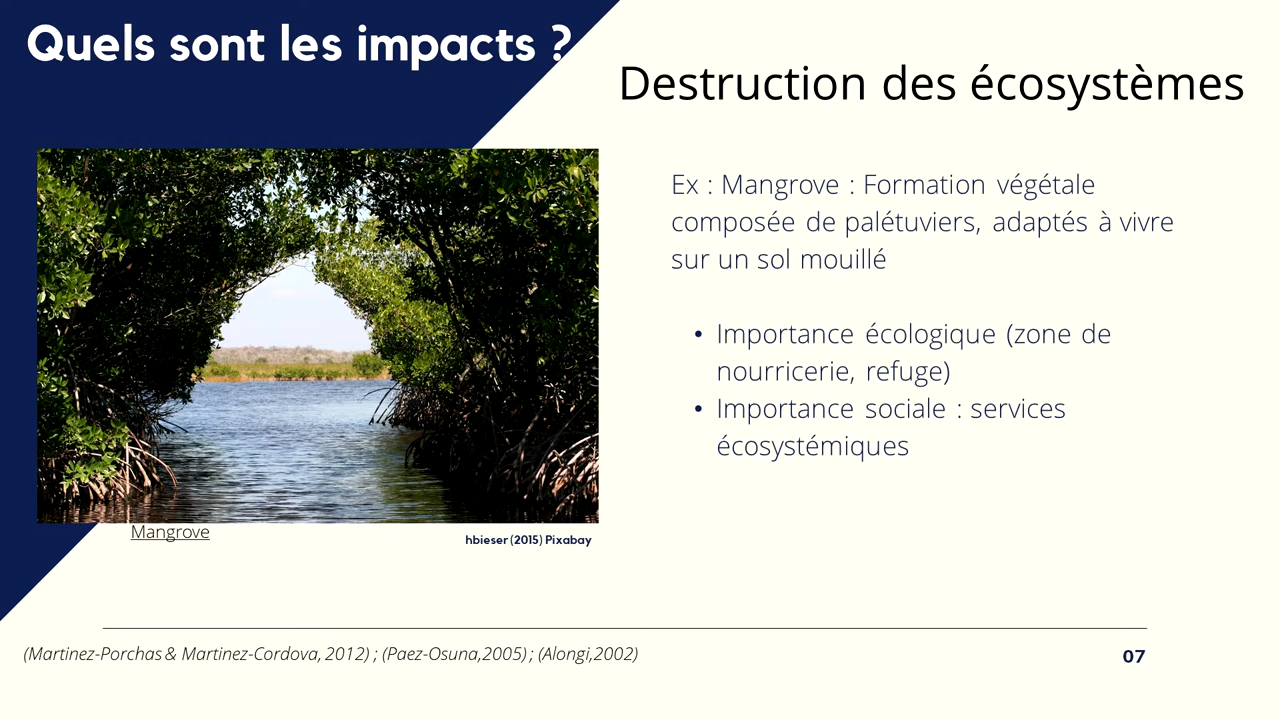 Quels sont les impacts ?
Destruction des écosystèmes
Ex : Mangrove : Formation végétale
composée de palétuviers, adaptés à vivre
sur un sol mouillé
• Importance écologique (zone de
nourricerie, refuge)
• Importance sociale : services
écosystémiques
Mangrove
hbieser (2015) Pixabay
(Martinez-Porchas & Martinez-Cordova, 2012) ; (Paez-Osuna,2005) ; (Alongi,2002)
07